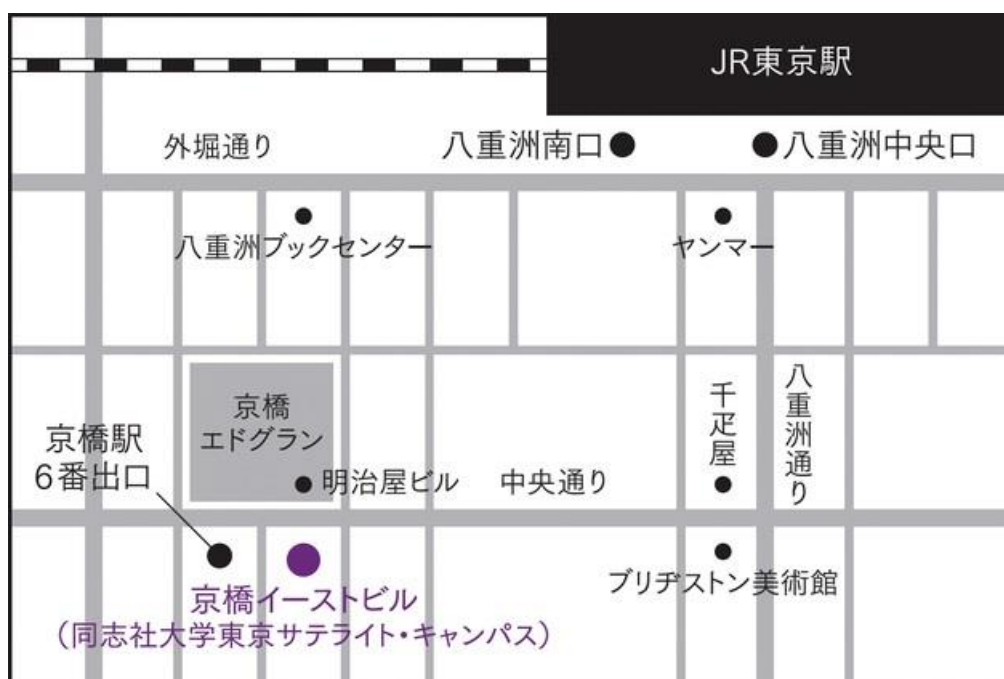 JR東京駅
外堀通り
八重洲南口
八重洲中央口
八重洲ブックセンター
ヤンマー
京橋
エドグラン
京橋駅
6番出口
明治屋ビル
中央通り
千疋屋
八重洲通り
ブリヂストン美術館
京橋イーストビル
(同志社大学東京サテライト・キャンパス)